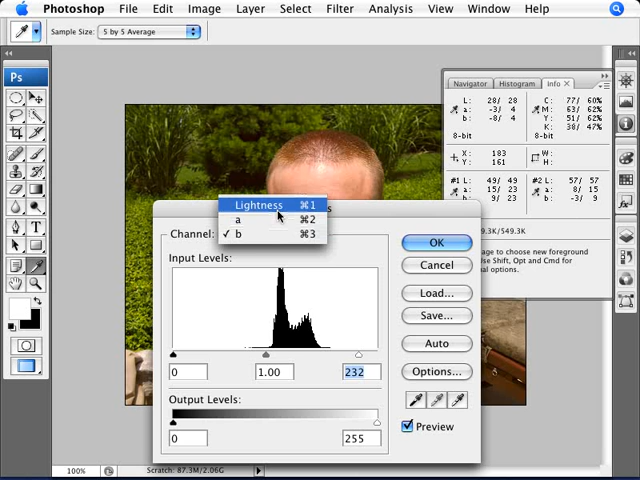 Photoshop File Edit Image Layer Select Filter Analysis View Window Help
Sample Size: 5 by 5 Average
Ps
Navigator Histogram Info ×
L: 28/ 28 C: 77/ 60%
a: -3/ 4 M: 63/ 62%
b: -8/ 4 Y: 51/ 62%
K: 38/ 47%
8-bit 8-bit
X: 183 W:
Y: 161 H:
#1 L: 49/ 57 #2 L: 57/ 57
a: 15/ 23 a: 8/ 15
b: 9/ 23 b: -3/ 9
9.3K/549.3K
age to choose new foreground
se Shift, Opt and Cmd for
nal options.
Lightness ⌘1
a ⌘2
✓ b ⌘3
Channel:
Input Levels:
0 1.00 232
Output Levels:
0 255
OK
Cancel
Load...
Save...
Auto
Options...
Preview
100% Scratch: 87.3M/2.06G